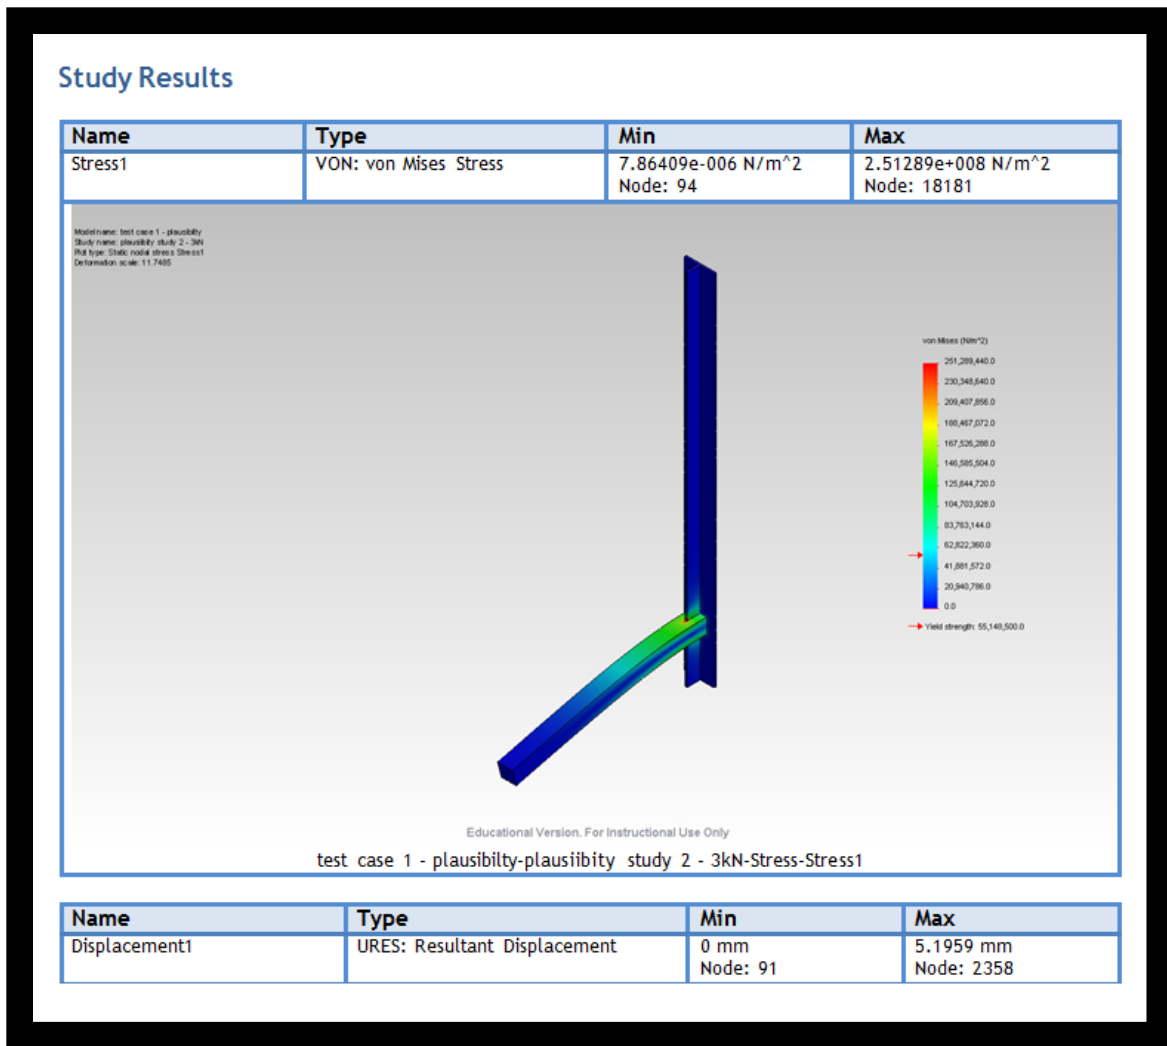 Study Results
Name Type Min Max
Stress1 VON: von Mises Stress 7.86409e-006 N/m^2 2.51289e+008 N/m^2
Node: 94 Node: 18181
Model name: test case 1 - plausibilty
Study name: plausiibity study 2 - 3kN
Plot type: Static nodal stress Stress1
Deformation scale: 11.7485
von Mises (N/m^2)
251,289,440.0
230,348,640.0
209,407,856.0
188,467,072.0
167,526,288.0
146,585,504.0
125,644,720.0
104,703,928.0
83,763,144.0
62,822,360.0
41,881,572.0
20,940,786.0
0.0
Yield strength: 55,148,500.0
Educational Version. For Instructional Use Only
test case 1 - plausibilty-plausiibity study 2 - 3kN-Stress-Stress1
Name Type Min Max
Displacement1 URES: Resultant Displacement 0 mm 5.1959 mm
Node: 91 Node: 2358